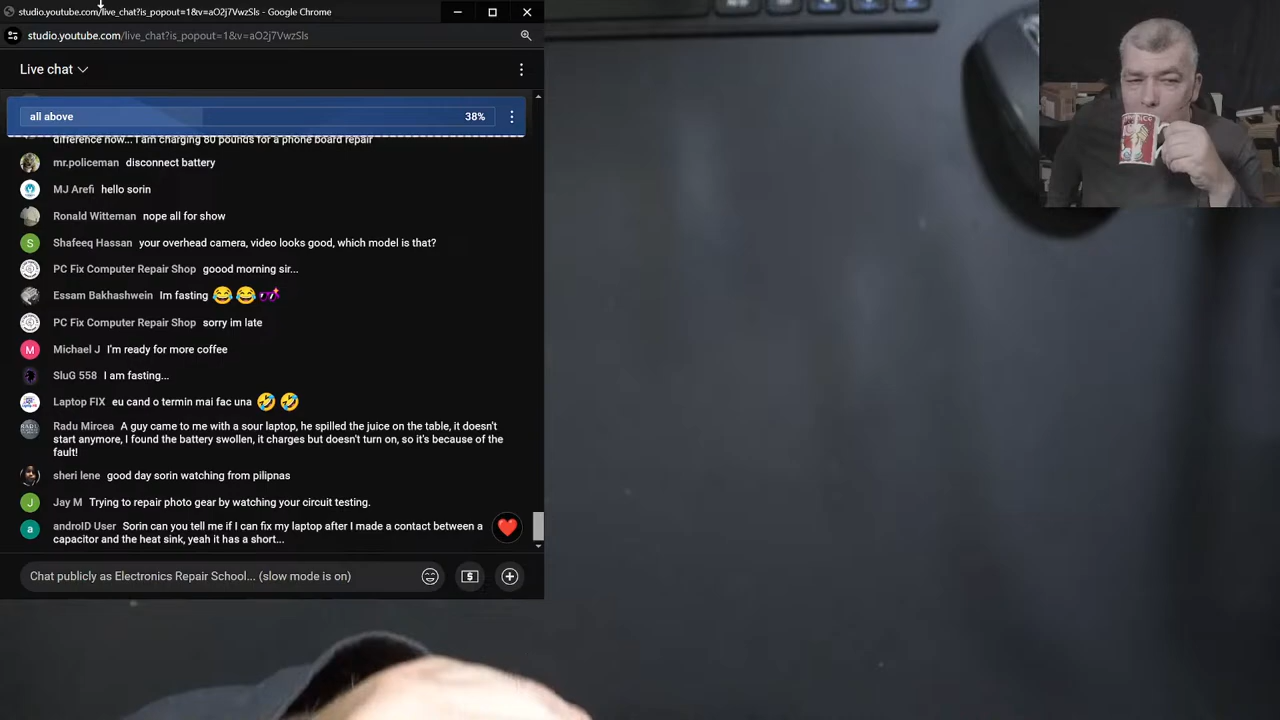 studio.youtube.com/live_chat?is_popout=1&v=aO2j7VwzSls - Google Chrome
studio.youtube.com/live_chat?is_popout=1&v=aO2j7VwzSls
Live chat
all above 38%
difference now... I am charging 80 pounds for a phone board repair
mr.policeman disconnect battery
MJ Arefi hello sorin
Ronald Witteman nope all for show
S Shafeeq Hassan your overhead camera, video looks good, which model is that?
PC Fix Computer Repair Shop goood morning sir...
Essam Bakhashwein Im fasting 😂 😂 🕶️
PC Fix Computer Repair Shop sorry im late
M Michael J I'm ready for more coffee
SluG 558 I am fasting...
Laptop FIX eu cand o termin mai fac una 🤣 🤣
Radu Mircea A guy came to me with a sour laptop, he spilled the juice on the table, it doesn't
start anymore, I found the battery swollen, it charges but doesn't turn on, so it's because of the
fault!
sheri lene good day sorin watching from pilipnas
J Jay M Trying to repair photo gear by watching your circuit testing.
a androID User Sorin can you tell me if I can fix my laptop after I made a contact between a
capacitor and the heat sink, yeah it has a short...
Chat publicly as Electronics Repair School... (slow mode is on)